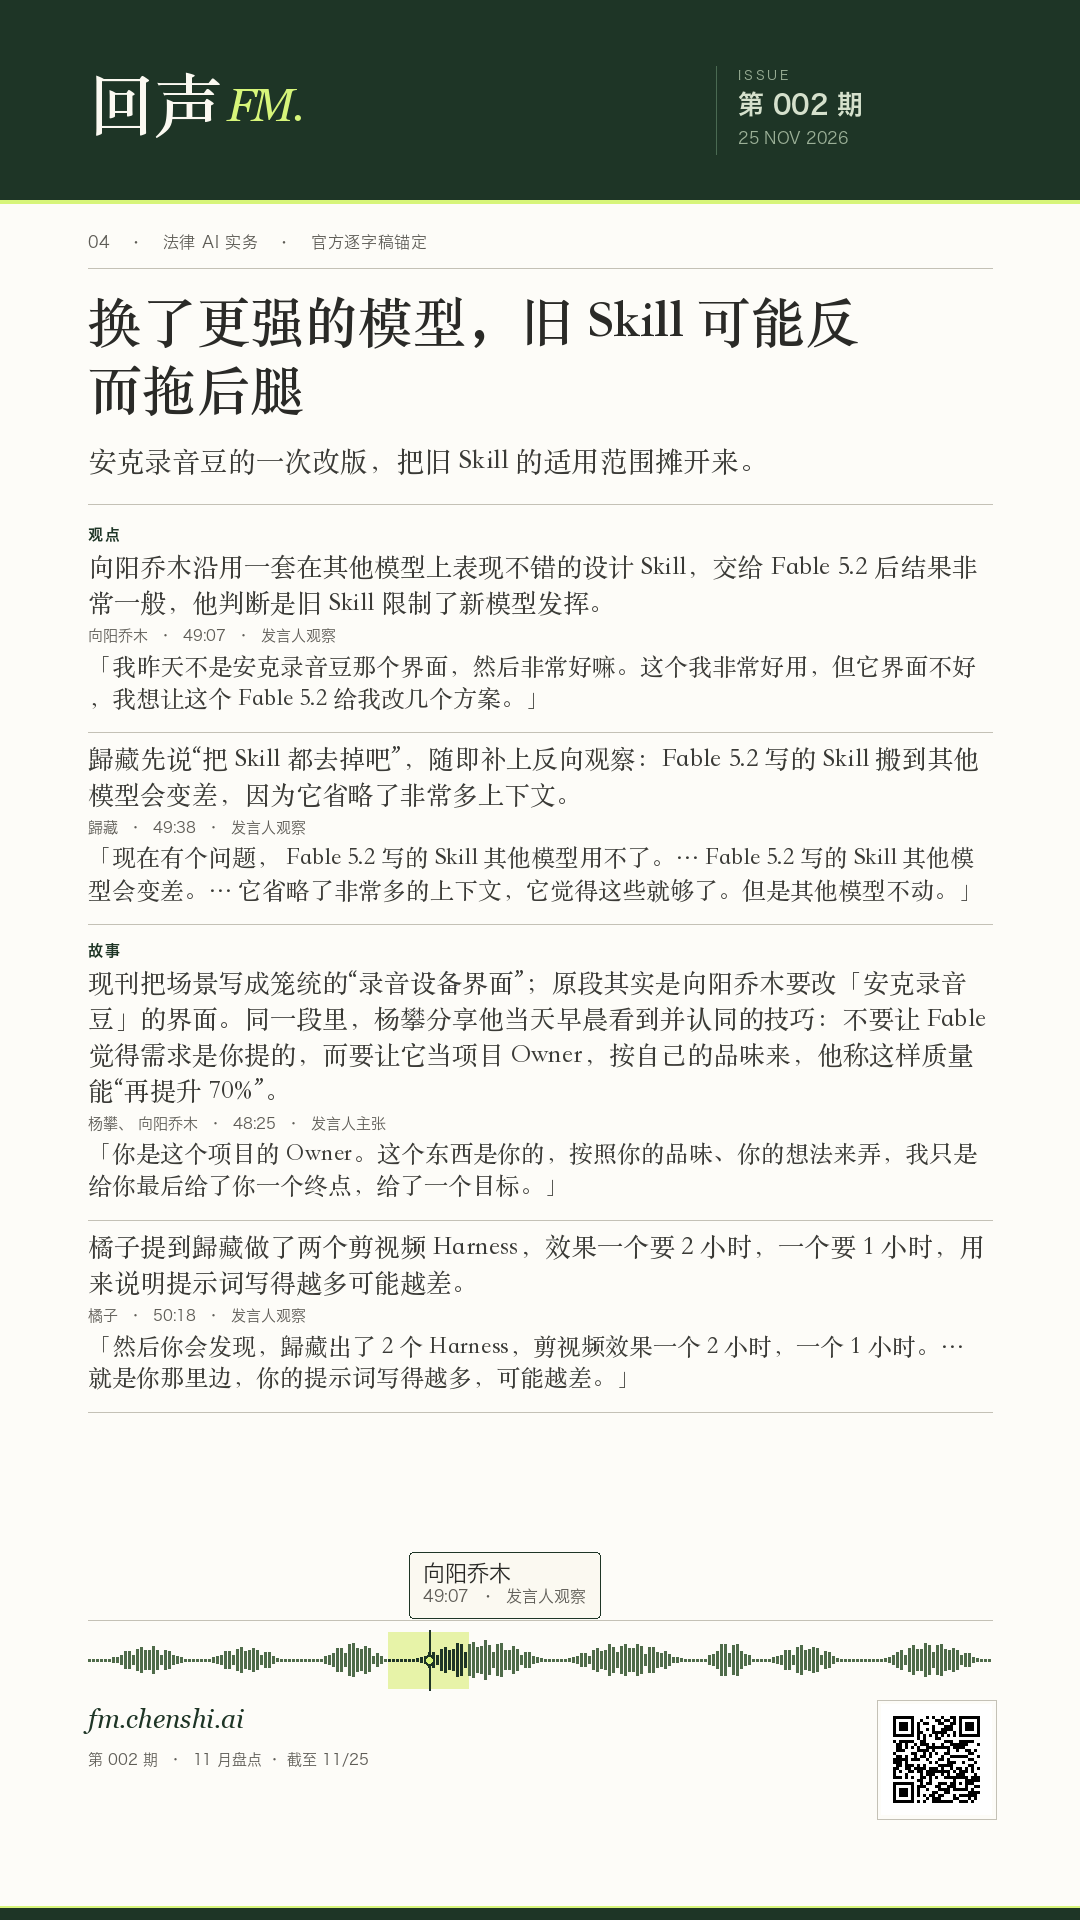 回声 FM.
ISSUE
第 002 期
25 NOV 2026
04 · 法律 AI 实务 · 官方逐字稿锚定
换了更强的模型，旧 Skill 可能反
而拖后腿
安克录音豆的一次改版，把旧 Skill 的适用范围摊开来。
观点
向阳乔木沿用一套在其他模型上表现不错的设计 Skill，交给 Fable 5.2 后结果非
常一般，他判断是旧 Skill 限制了新模型发挥。
向阳乔木 · 49:07 · 发言人观察
「我昨天不是安克录音豆那个界面，然后非常好嘛。这个我非常好用，但它界面不好
，我想让这个 Fable 5.2 给我改几个方案。」
歸藏先说“把 Skill 都去掉吧”，随即补上反向观察：Fable 5.2 写的 Skill 搬到其他
模型会变差，因为它省略了非常多上下文。
歸藏 · 49:38 · 发言人观察
「现在有个问题， Fable 5.2 写的 Skill 其他模型用不了。… Fable 5.2 写的 Skill 其他模
型会变差。… 它省略了非常多的上下文，它觉得这些就够了。但是其他模型不动。」
故事
现刊把场景写成笼统的“录音设备界面”；原段其实是向阳乔木要改「安克录音
豆」的界面。同一段里，杨攀分享他当天早晨看到并认同的技巧：不要让 Fable
觉得需求是你提的，而要让它当项目 Owner，按自己的品味来，他称这样质量
能“再提升 70%”。
杨攀、 向阳乔木 · 48:25 · 发言人主张
「你是这个项目的 Owner。这个东西是你的，按照你的品味、你的想法来弄，我只是
给你最后给了你一个终点，给了一个目标。」
橘子提到歸藏做了两个剪视频 Harness，效果一个要 2 小时，一个要 1 小时，用
来说明提示词写得越多可能越差。
橘子 · 50:18 · 发言人观察
「然后你会发现，歸藏出了 2 个 Harness，剪视频效果一个 2 小时，一个 1 小时。…
就是你那里边，你的提示词写得越多，可能越差。」
向阳乔木
49:07 · 发言人观察
fm.chenshi.ai
第 002 期 · 11 月盘点 · 截至 11/25